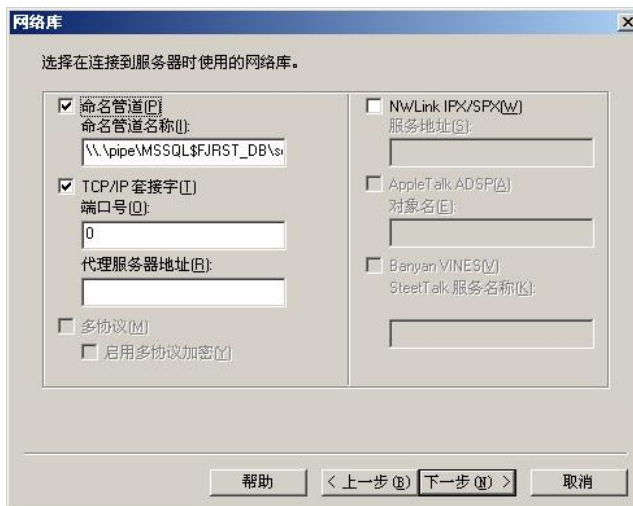 网络库
选择在连接到服务器时使用的网络库。
命名管道(P)
命名管道名称(I):
\\.\pipe\MSSQL$FJRST_DB\s
TCP/IP 套接字(T)
端口号(O):
0
代理服务器地址(R):
多协议(M)
启用多协议加密(Y)
NWLink IPX/SPX(W)
服务地址(S):
AppleTalk ADSP(A)
对象名(E):
Banyan VINES(V)
SteetTalk 服务名称(K):
帮助
< 上一步(B)
下一步(N) >
取消